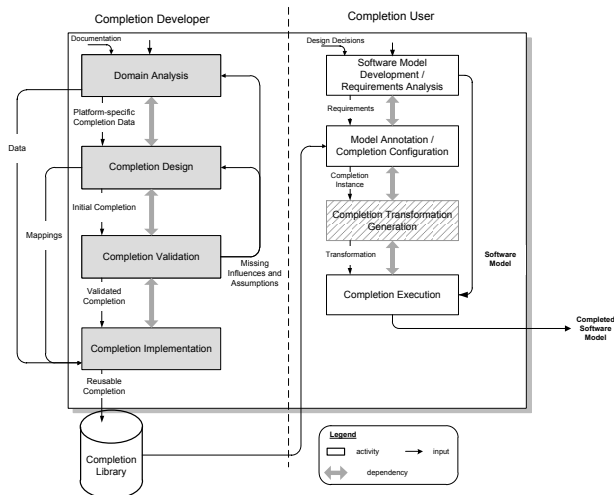 Completion Developer
Completion User
Documentation
Design Decisions
Domain Analysis
Software Model
Development /
Requirements Analysis
Platform-specific
Completion Data
Requirements
Data
Completion Design
Model Annotation /
Completion Configuration
Initial Completion
Completion
Instance
Mappings
Completion Transformation
Generation
Completion Validation
Missing
Influences and
Assumptions
Transformation
Software
Model
Validated
Completion
Completion Execution
Completion Implementation
Completed
Software
Model
Reusable
Completion
Completion
Library
Legend
activity
input
dependency